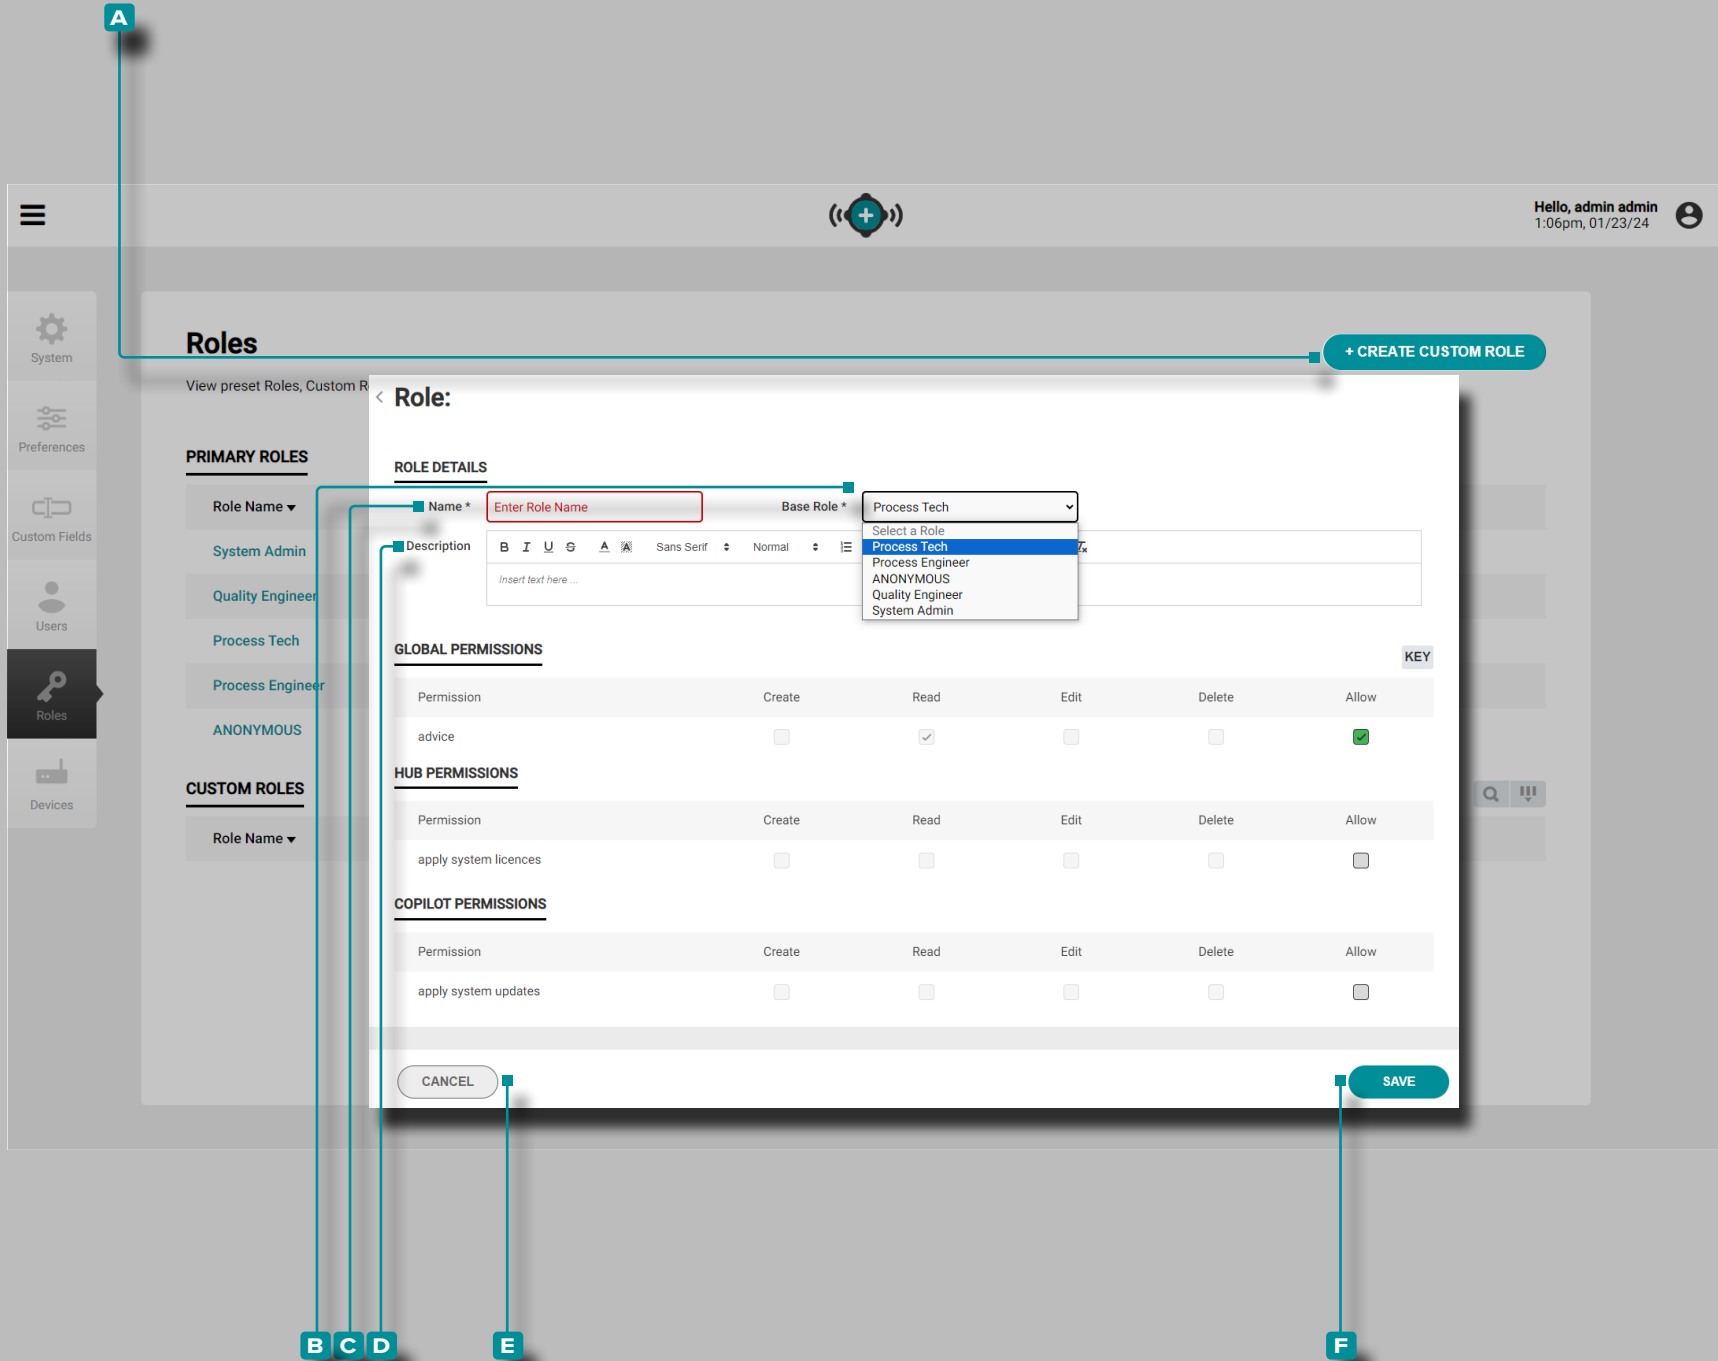 A
Hello, admin admin
1:06pm, 01/23/24
System
Preferences
Custom Fields
Users
Roles
Devices
Roles
+ CREATE CUSTOM ROLE
View preset Roles, Custom R
PRIMARY ROLES
Role Name
System Admin
Quality Engineer
Process Tech
Process Engineer
ANONYMOUS
CUSTOM ROLES
Role Name
Role:
ROLE DETAILS
Name * Enter Role Name Base Role * Process Tech
Select a Role
Process Tech
Process Engineer
ANONYMOUS
Quality Engineer
System Admin
Description B I U S A A Sans Serif Normal
Insert text here ...
GLOBAL PERMISSIONS KEY
Permission Create Read Edit Delete Allow
advice
HUB PERMISSIONS
Permission Create Read Edit Delete Allow
apply system licences
COPILOT PERMISSIONS
Permission Create Read Edit Delete Allow
apply system updates
CANCEL SAVE
B C D E F